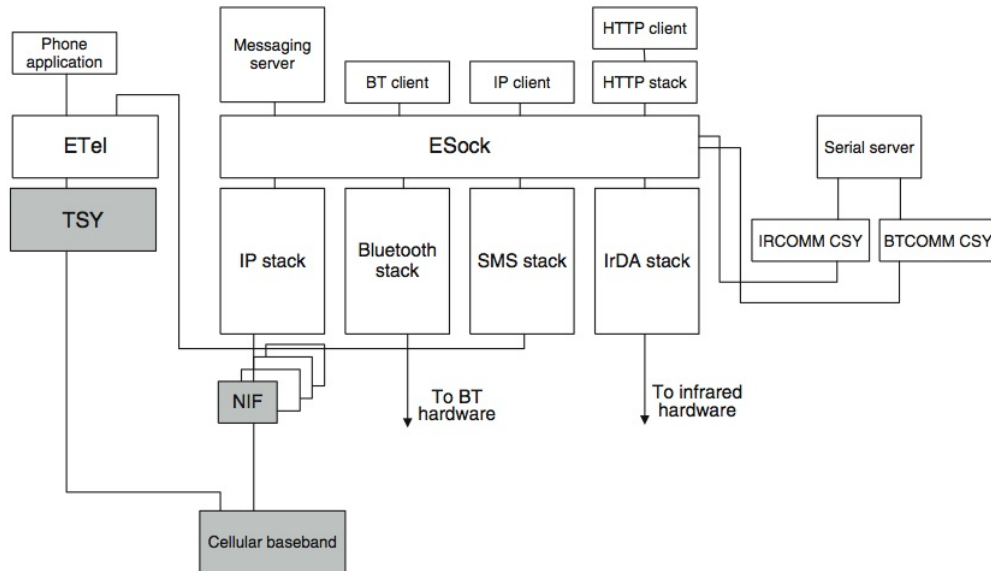 Phone
application
ETel
TSY
Messaging
server
BT client
IP client
HTTP client
HTTP stack
ESock
Serial server
IP stack
Bluetooth
stack
SMS stack
IrDA stack
IRCOMM CSY
BTCOMM CSY
NIF
To BT
hardware
To infrared
hardware
Cellular baseband